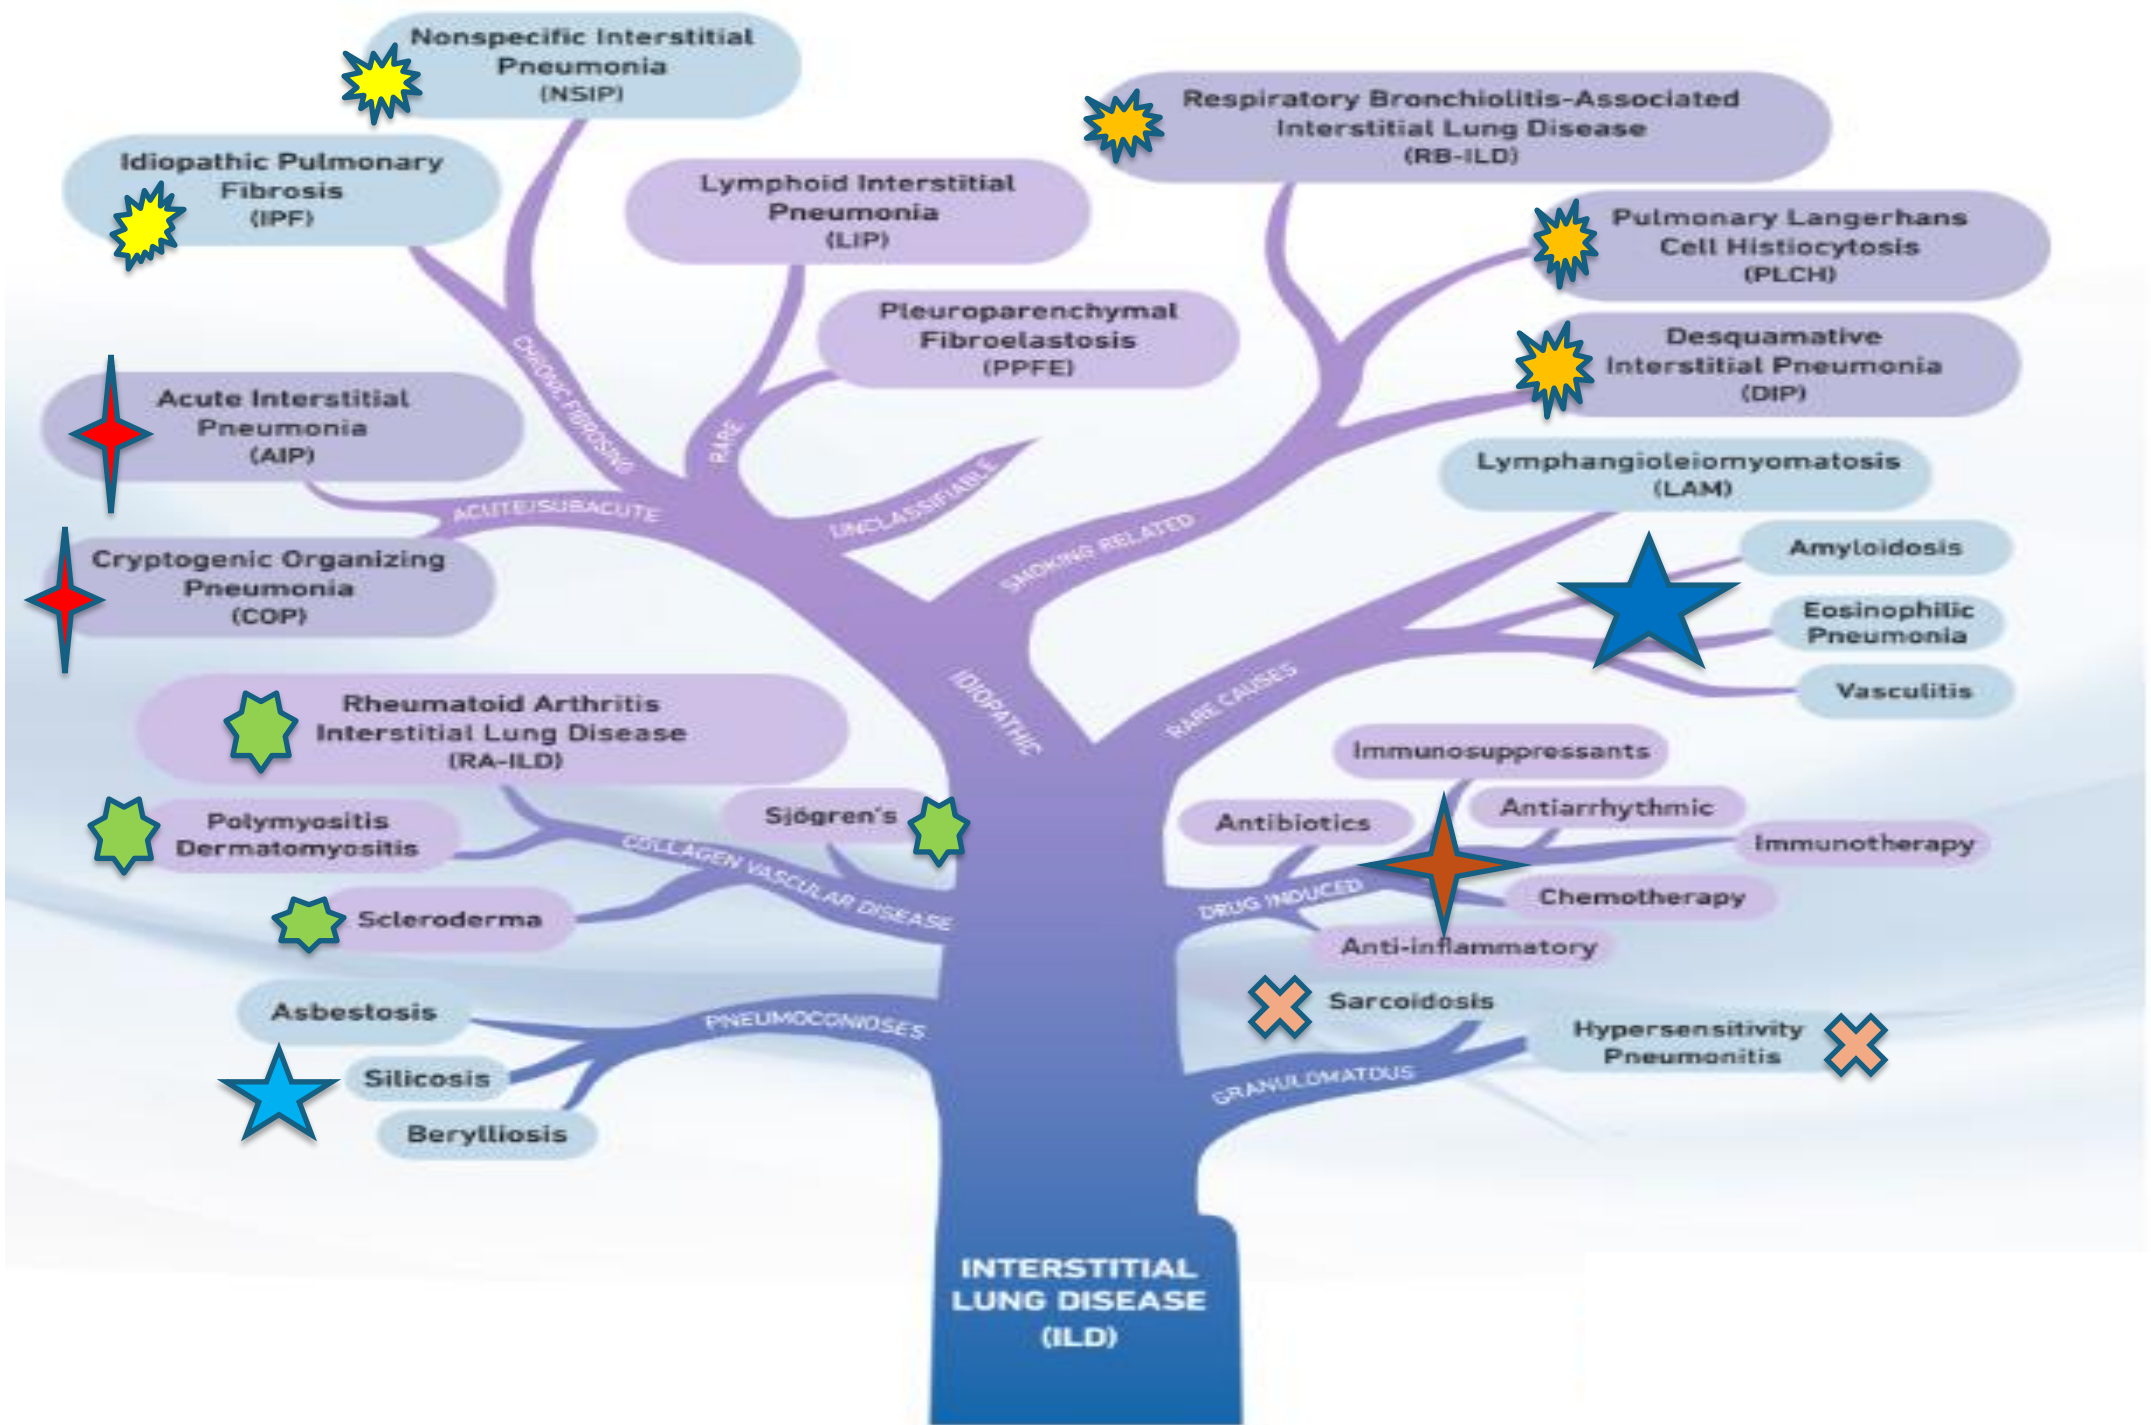 Nonspecific Interstitial
Pneumonia
(NSIP)
Idiopathic Pulmonary
Fibrosis
(IPF)
Lymphoid Interstitial
Pneumonia
(LIP)
Pleuroparenchymal
Fibroelastosis
(PPFE)
Respiratory Bronchiolitis-Associated
Interstitial Lung Disease
(RB-ILD)
Pulmonary Langerhans
Cell Histiocytosis
(PLCH)
Desquamative
Interstitial Pneumonia
(DIP)
Acute Interstitial
Pneumonia
(AIP)
Cryptogenic Organizing
Pneumonia
(COP)
CHRONIC FIBROSING
RARE
ACUTE/SUBACUTE
UNCLASSIFIABLE
SMOKING RELATED
IDIOPATHIC
RARE CAUSES
Lymphangioleiomyomatosis
(LAM)
Amyloidosis
Eosinophilic
Pneumonia
Vasculitis
Rheumatoid Arthritis
Interstitial Lung Disease
(RA-ILD)
Polymyositis
Dermatomyositis
Sjögren's
Scleroderma
COLLAGEN VASCULAR DISEASE
Immunosuppressants
Antibiotics
Antiarrhythmic
Immunotherapy
Chemotherapy
Anti-inflammatory
DRUG INDUCED
Asbestosis
Silicosis
Berylliosis
PNEUMOCONIOSES
Sarcoidosis
Hypersensitivity
Pneumonitis
GRANULOMATOUS
INTERSTITIAL
LUNG DISEASE
(ILD)